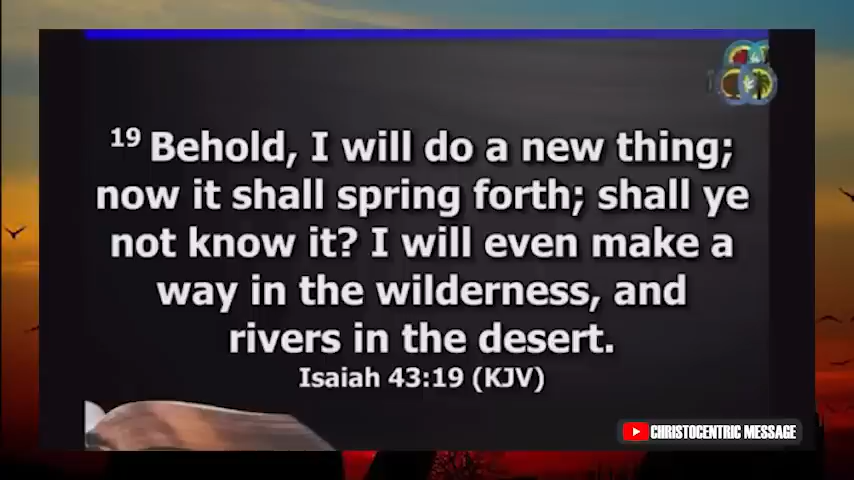 19 Behold, I will do a new thing;
now it shall spring forth; shall ye
not know it? I will even make a
way in the wilderness, and
rivers in the desert.
Isaiah 43:19 (KJV)
CHRISTOCENTRIC MESSAGE